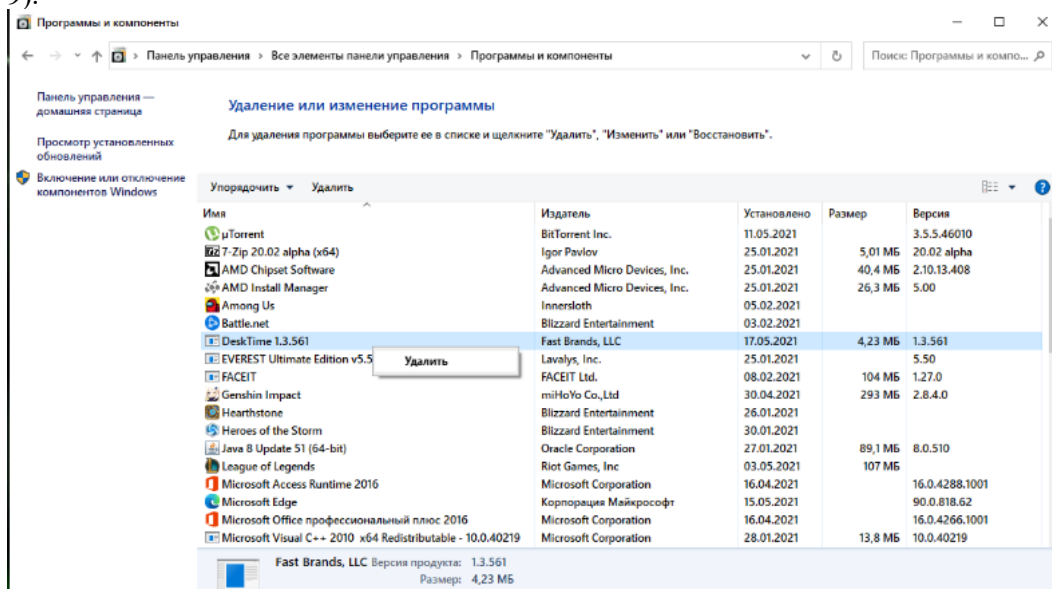 9).
Программы и компоненты
Панель управления > Все элементы панели управления > Программы и компоненты
Поиск: Программы и компо...
Панель управления —
домашняя страница
Просмотр установленных
обновлений
Включение или отключение
компонентов Windows
Удаление или изменение программы
Для удаления программы выберите ее в списке и щелкните "Удалить", "Изменить" или "Восстановить".
Упорядочить Удалить
Имя Издатель Установлено Размер Версия
µTorrent BitTorrent Inc. 11.05.2021 3.5.5.46010
7-Zip 20.02 alpha (x64) Igor Pavlov 25.01.2021 5,01 МБ 20.02 alpha
AMD Chipset Software Advanced Micro Devices, Inc. 25.01.2021 40,4 МБ 2.10.13.408
AMD Install Manager Advanced Micro Devices, Inc. 25.01.2021 26,3 МБ 5.00
Among Us Innersloth 05.02.2021
Battle.net Blizzard Entertainment 03.02.2021
DeskTime 1.3.561 Fast Brands, LLC 17.05.2021 4,23 МБ 1.3.561
EVEREST Ultimate Edition v5.5 Lavalys, Inc. 25.01.2021 5.50
Удалить
FACEIT FACEIT Ltd. 08.02.2021 104 МБ 1.27.0
Genshin Impact miHoYo Co.,Ltd 30.04.2021 293 МБ 2.8.4.0
Hearthstone Blizzard Entertainment 26.01.2021
Heroes of the Storm Blizzard Entertainment 30.01.2021
Java 8 Update 51 (64-bit) Oracle Corporation 27.01.2021 89,1 МБ 8.0.510
League of Legends Riot Games, Inc 03.05.2021 107 МБ
Microsoft Access Runtime 2016 Microsoft Corporation 16.04.2021 16.0.4288.1001
Microsoft Edge Корпорация Майкрософт 15.05.2021 90.0.818.62
Microsoft Office профессиональный плюс 2016 Microsoft Corporation 16.04.2021 16.0.4266.1001
Microsoft Visual C++ 2010 x64 Redistributable - 10.0.40219 Microsoft Corporation 28.01.2021 13,8 МБ 10.0.40219
Fast Brands, LLC Версия продукта: 1.3.561
Размер: 4,23 МБ